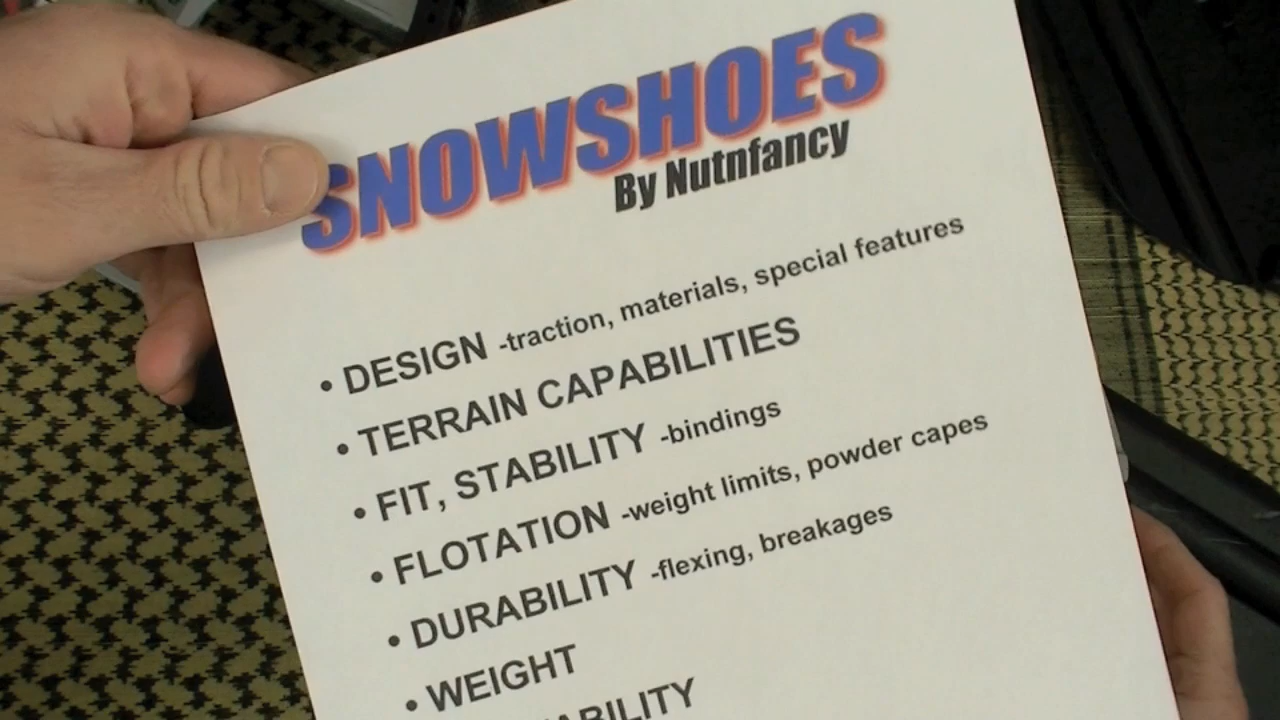 SNOWSHOES
By Nutnfancy
• DESIGN -traction, materials, special features
• TERRAIN CAPABILITIES
• FIT, STABILITY -bindings
• FLOTATION -weight limits, powder capes
• DURABILITY -flexing, breakages
• WEIGHT